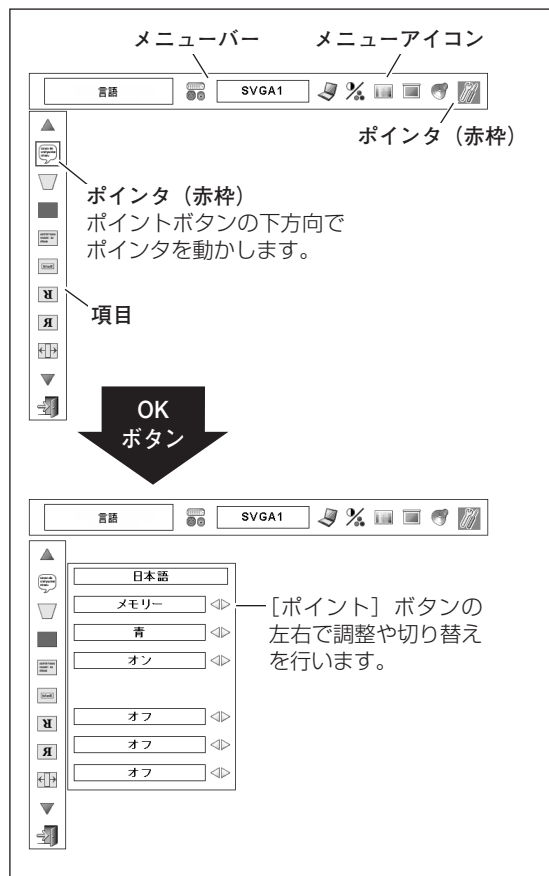 メニューバー
メニューアイコン
言語
SVGA1
ポインタ（赤枠）
ポインタ（赤枠）
ポイントボタンの下方向で
ポインタを動かします。
項目
OK
ボタン
言語
SVGA1
日本語
メモリー
青
オン
オフ
オフ
オフ
［ポイント］ボタンの
左右で調整や切り替え
を行います。